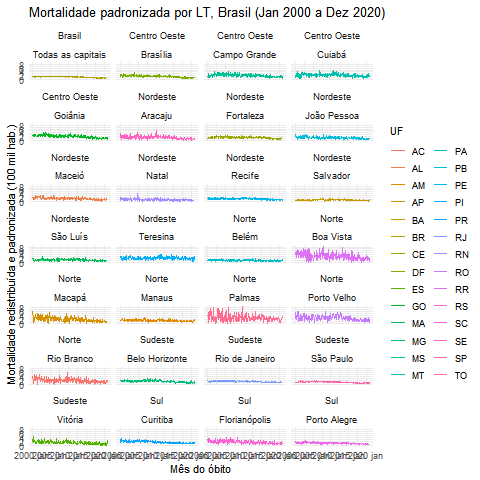 Mortalidade padronizada por LT, Brasil (Jan 2000 a Dez 2020)
Brasil Centro Oeste Centro Oeste Centro Oeste
Todas as capitais Brasília Campo Grande Cuiabá
Centro Oeste Nordeste Nordeste Nordeste
Goiânia Aracaju Fortaleza João Pessoa
Nordeste Nordeste Nordeste Nordeste
Maceió Natal Recife Salvador
Nordeste Nordeste Norte Norte
São Luís Teresina Belém Boa Vista
Norte Norte Norte Norte
Macapá Manaus Palmas Porto Velho
Norte Sudeste Sudeste Sudeste
Rio Branco Belo Horizonte Rio de Janeiro São Paulo
Sudeste Sul Sul Sul
Vitória Curitiba Florianópolis Porto Alegre
Mês do óbito
Mortalidade redistribuída e padronizada (100 mil hab.)
UF
AC PA
AL PB
AM PE
AP PI
BA PR
BR RJ
CE RN
DF RO
ES RR
GO RS
MA SC
MG SE
MS SP
MT TO